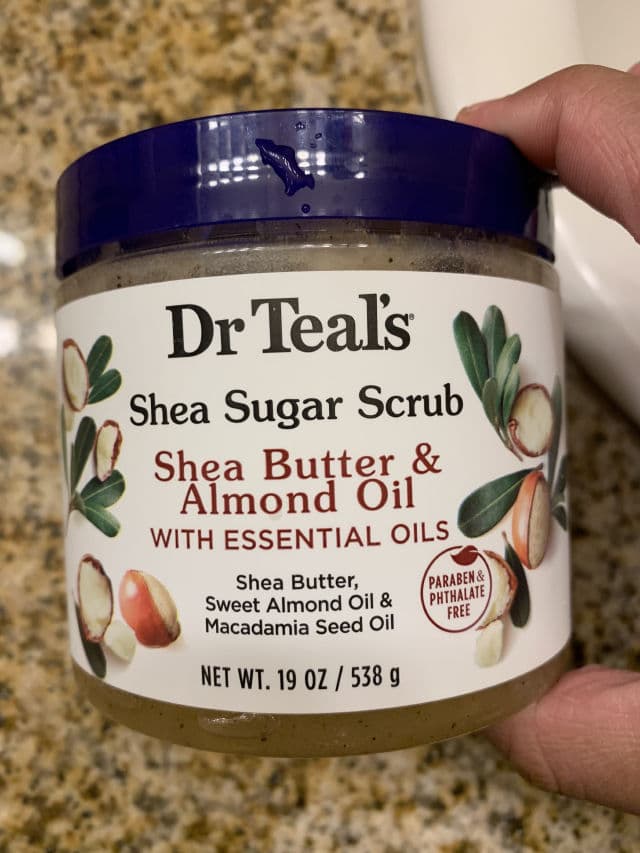 Dr Teal's®
Shea Sugar Scrub
Shea Butter &
Almond Oil
WITH ESSENTIAL OILS
Shea Butter,
Sweet Almond Oil &
Macadamia Seed Oil
PARABEN &
PHTHALATE
FREE
NET WT. 19 OZ / 538 g